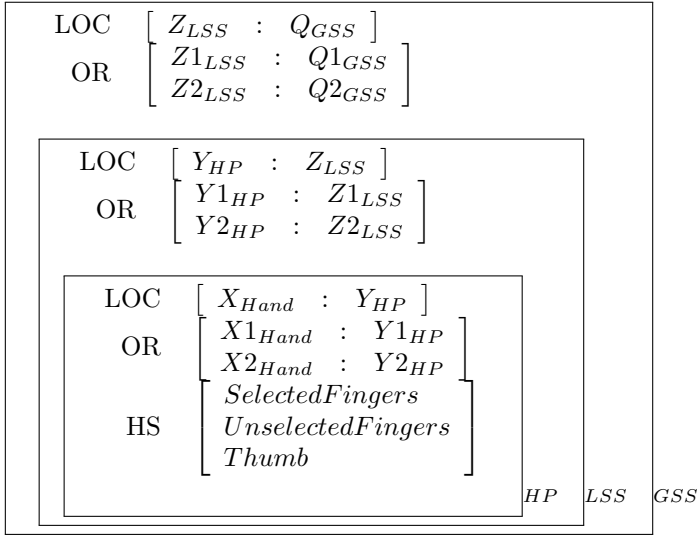 LOC [ Z_LSS : Q_GSS ]
OR [ Z1_LSS : Q1_GSS
Z2_LSS : Q2_GSS ]
LOC [ Y_HP : Z_LSS ]
OR [ Y1_HP : Z1_LSS
Y2_HP : Z2_LSS ]
LOC [ X_Hand : Y_HP ]
OR [ X1_Hand : Y1_HP
X2_Hand : Y2_HP ]
HS [ SelectedFingers
UnselectedFingers
Thumb ]
HP LSS GSS